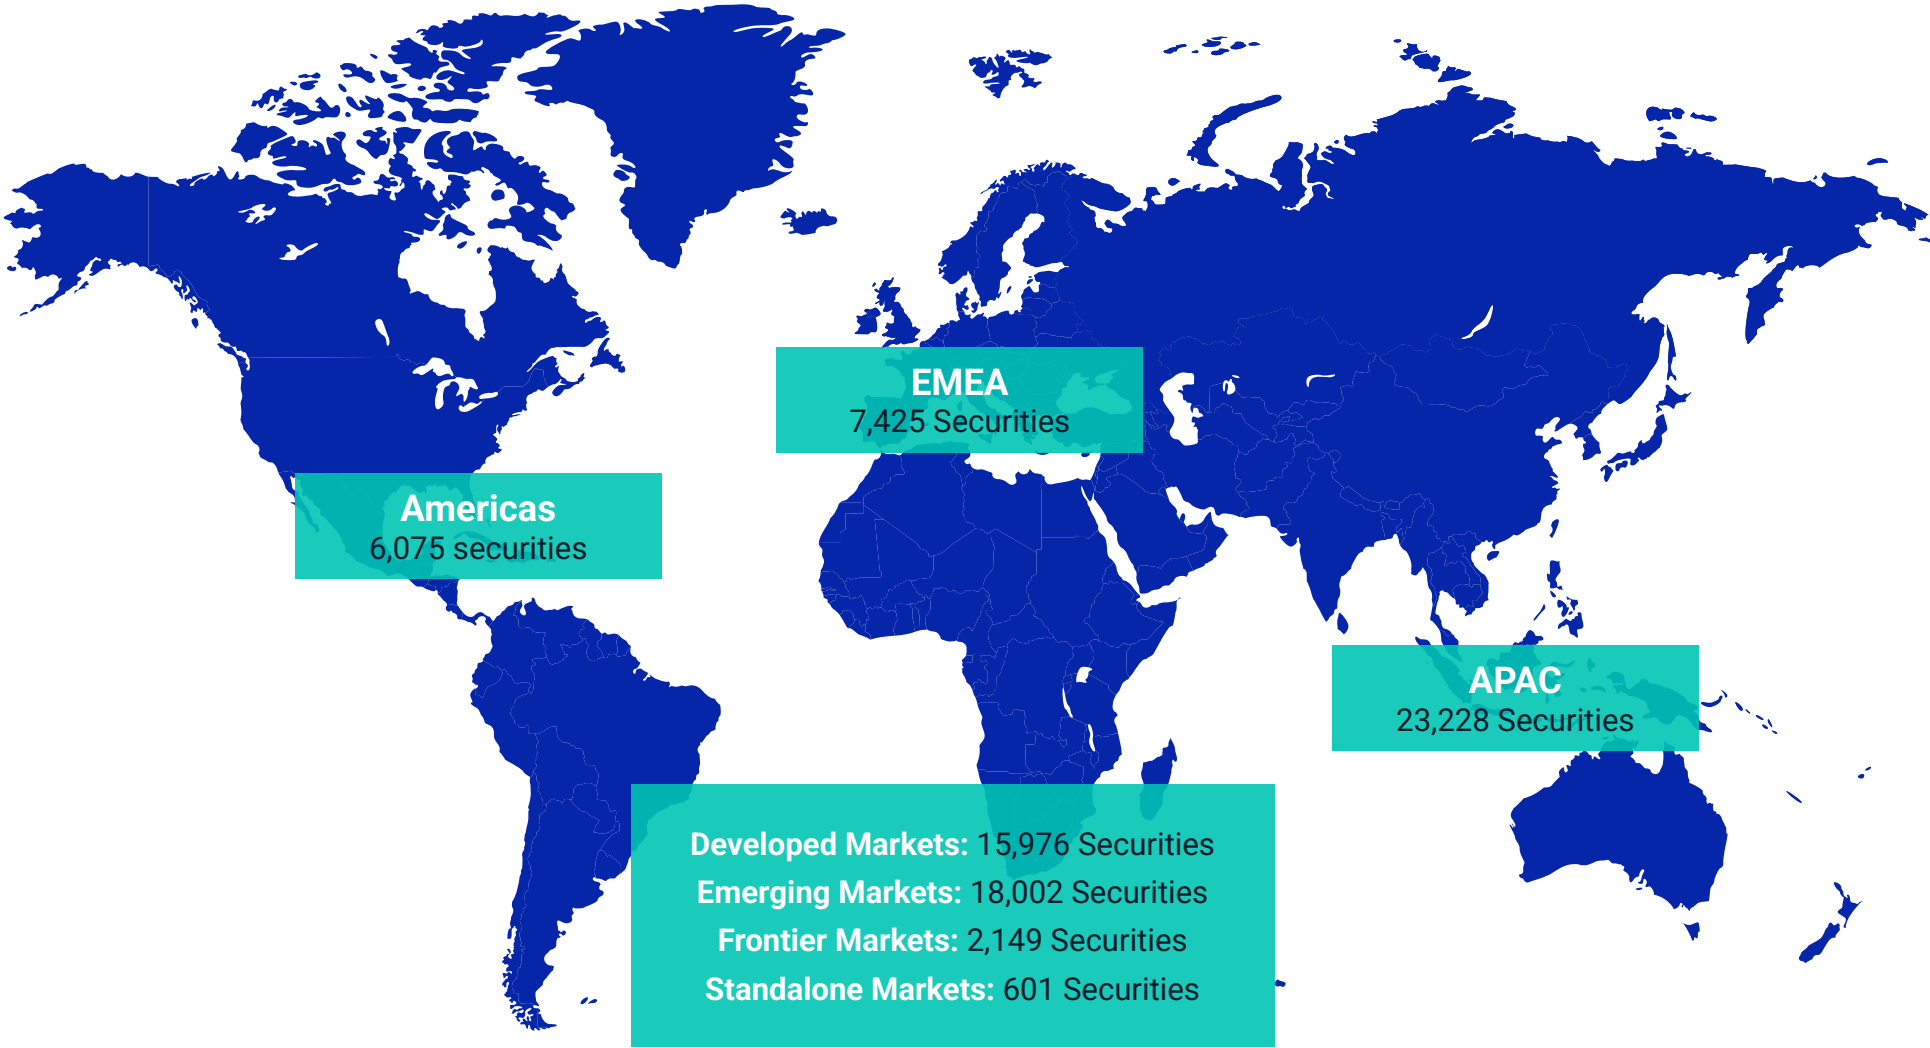 EMEA
7,425 Securities
Americas
6,075 securities
APAC
23,228 Securities
Developed Markets: 15,976 Securities
Emerging Markets: 18,002 Securities
Frontier Markets: 2,149 Securities
Standalone Markets: 601 Securities